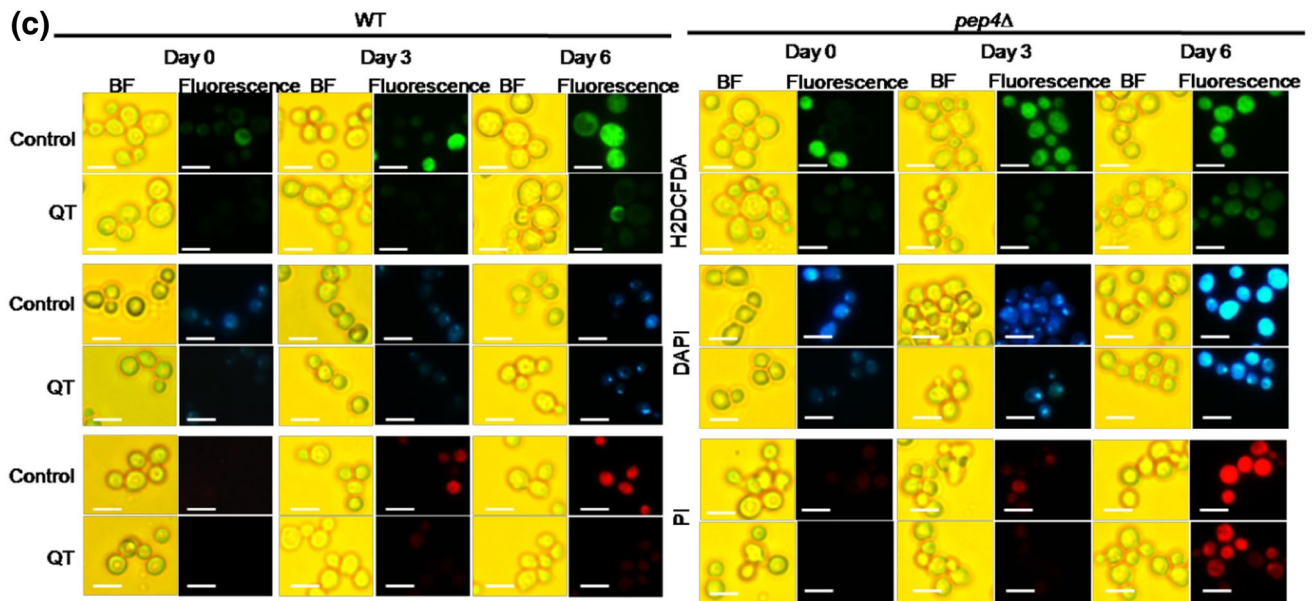 (c)
WT pep4Δ
Day 0 Day 3 Day 6 Day 0 Day 3 Day 6
BF Fluorescence BF Fluorescence BF Fluorescence BF Fluorescence BF Fluorescence BF Fluorescence
Control
QT
H2DCFDA
Control
QT
DAPI
Control
QT
PI